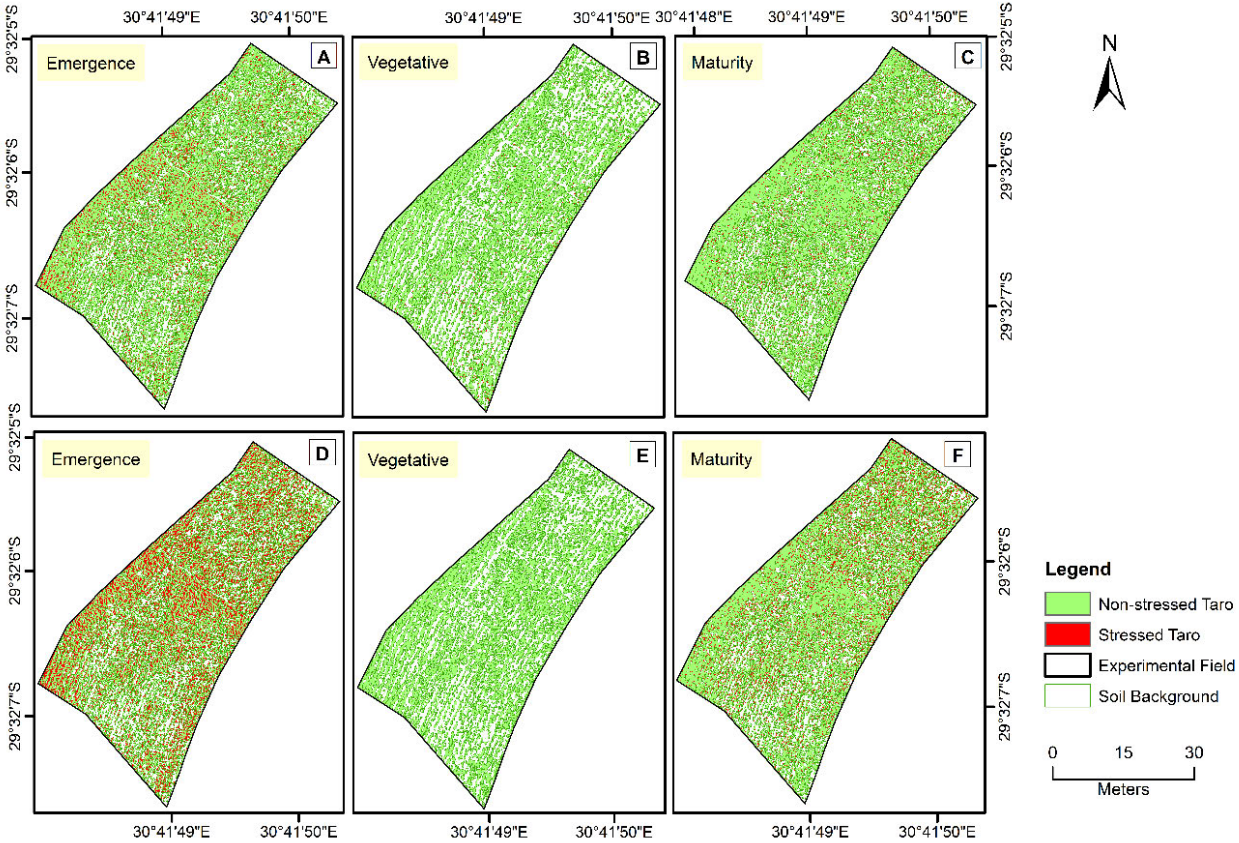 30°41'49"E 30°41'50"E 30°41'49"E 30°41'50"E 30°41'48"E 30°41'49"E 30°41'50"E
29°32'5"S
29°32'6"S
29°32'7"S
Emergence
A
Vegetative
B
Maturity
C
29°32'5"S
29°32'6"S
29°32'7"S
N
29°32'5"S
29°32'6"S
29°32'7"S
Emergence
D
Vegetative
E
Maturity
F
29°32'6"S
29°32'7"S
30°41'49"E 30°41'50"E 30°41'49"E 30°41'50"E 30°41'49"E 30°41'50"E
Legend
Non-stressed Taro
Stressed Taro
Experimental Field
Soil Background
0 15 30
Meters